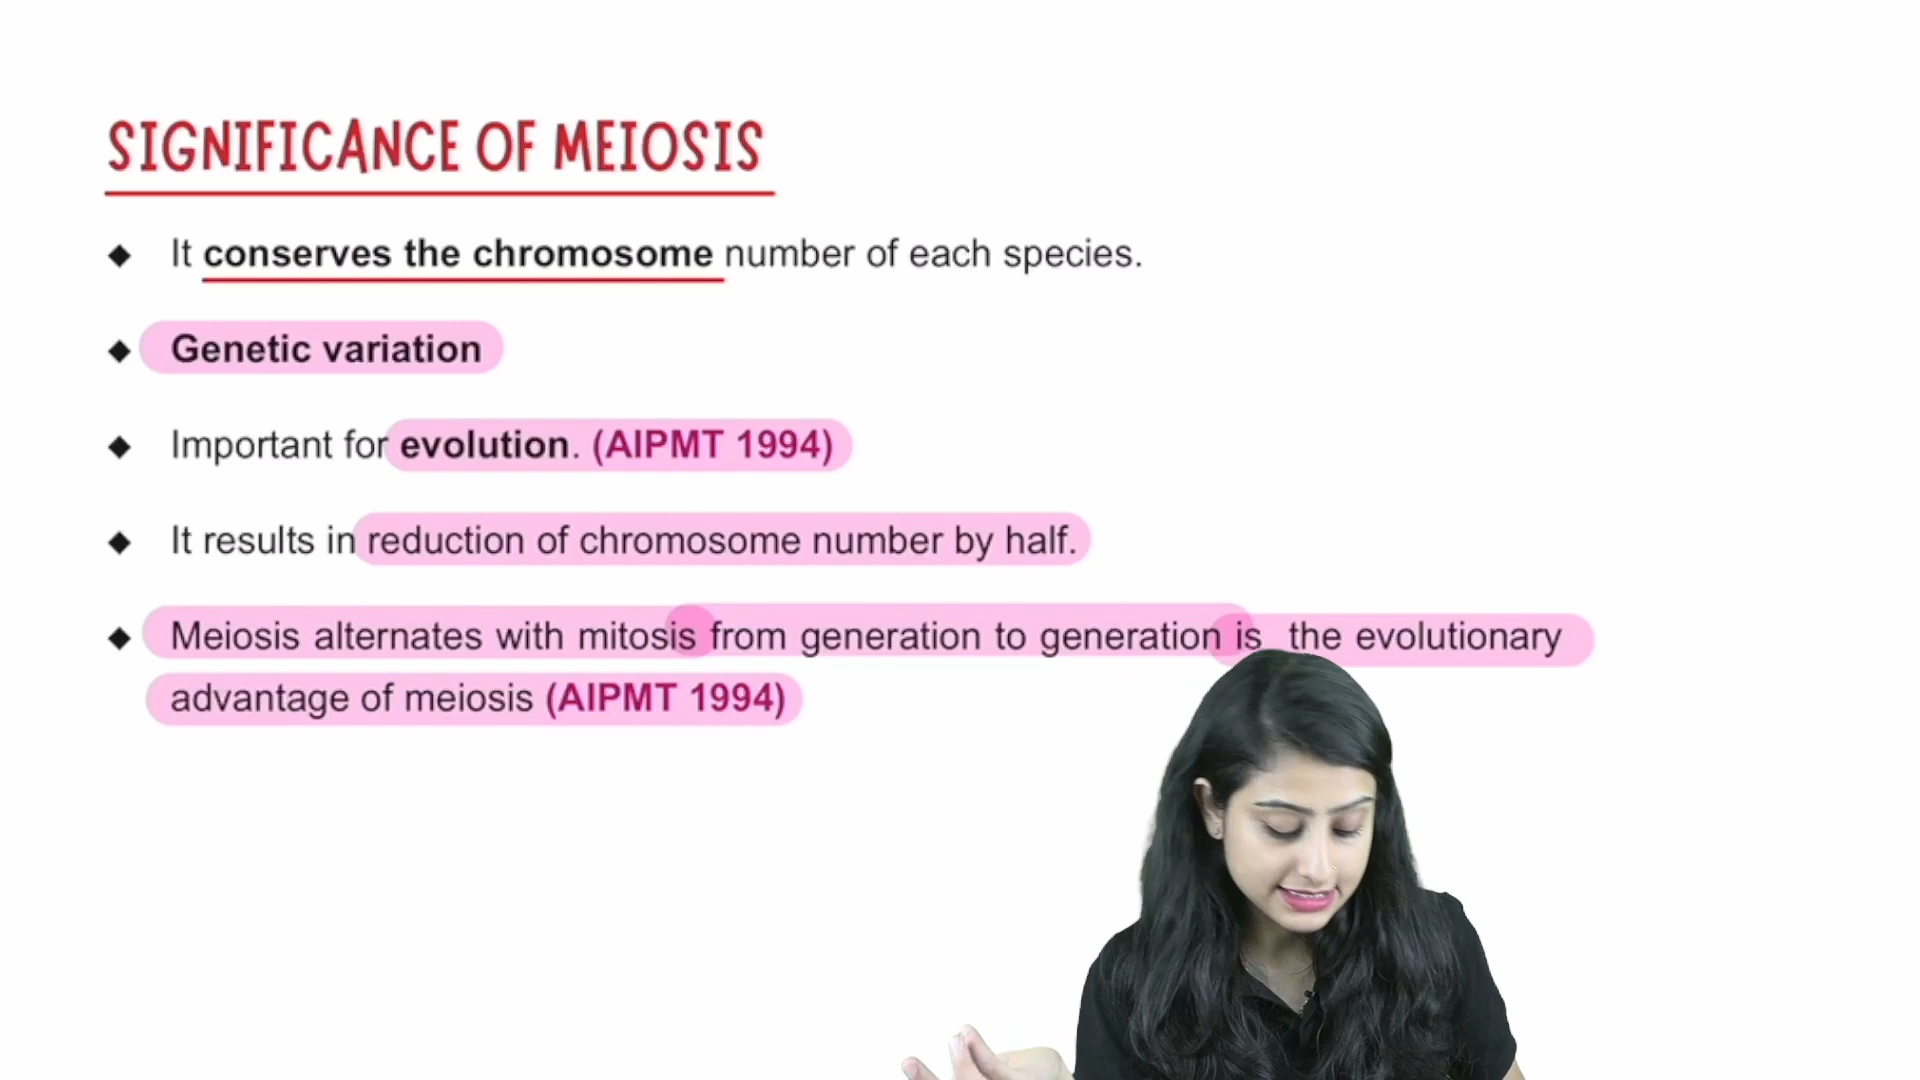 SIGNIFICANCE OF MEIOSIS
◆ It conserves the chromosome number of each species.
◆ Genetic variation
◆ Important for evolution. (AIPMT 1994)
◆ It results in reduction of chromosome number by half.
◆ Meiosis alternates with mitosis from generation to generation is the evolutionary
advantage of meiosis (AIPMT 1994)